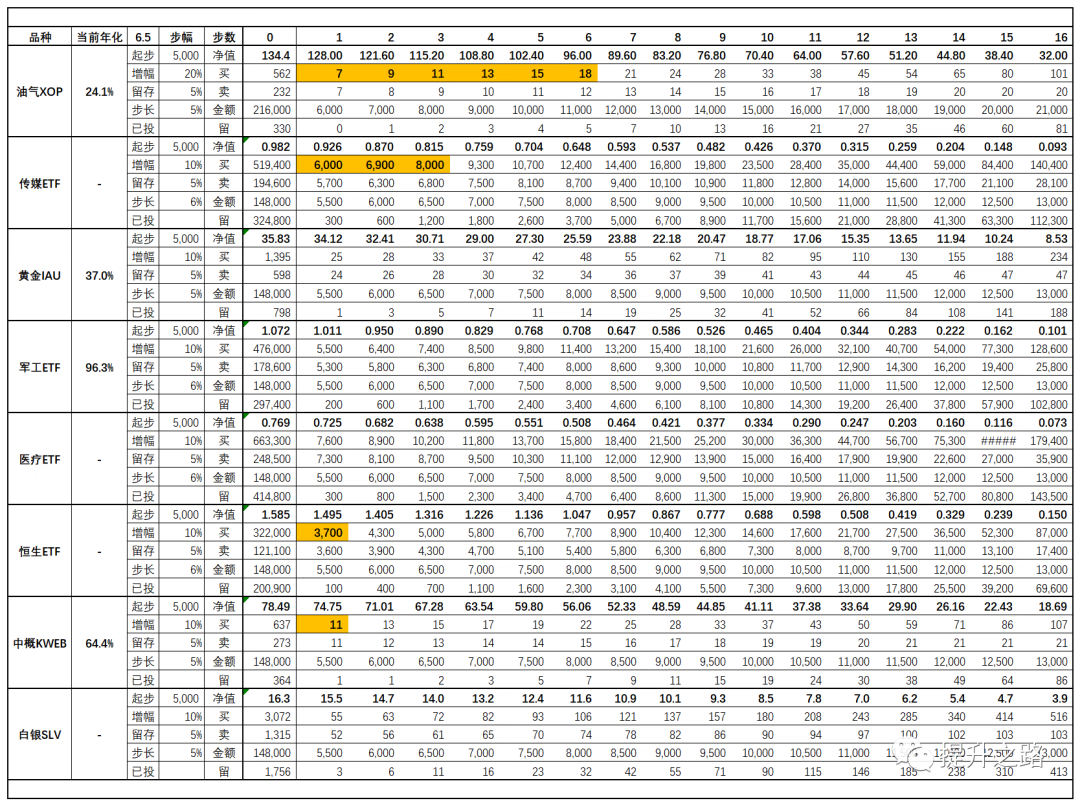 品种 当前年化 6.5 步幅 步数 0 1 2 3 4 5 6 7 8 9 10 11 12 13 14 15 16
油气XOP 24.1% 起步 5,000 净值 134.4 128.00 121.60 115.20 108.80 102.40 96.00 89.60 83.20 76.80 70.40 64.00 57.60 51.20 44.80 38.40 32.00
增幅 20% 买 562 7 9 11 13 15 18 21 24 28 33 38 45 54 65 80 101
留存 5% 卖 232 7 8 9 10 11 12 13 14 15 16 17 18 19 20 20 20
步长 5% 金额 216,000 6,000 7,000 8,000 9,000 10,000 11,000 12,000 13,000 14,000 15,000 16,000 17,000 18,000 19,000 20,000 21,000
已投 留 330 0 1 2 3 4 5 7 10 13 16 21 27 35 46 60 81
传媒ETF - 起步 5,000 净值 0.982 0.926 0.870 0.815 0.759 0.704 0.648 0.593 0.537 0.482 0.426 0.370 0.315 0.259 0.204 0.148 0.093
增幅 10% 买 519,400 6,000 6,900 8,000 9,300 10,700 12,400 14,400 16,800 19,800 23,500 28,400 35,000 44,400 59,000 84,400 140,400
留存 5% 卖 194,600 5,700 6,300 6,800 7,500 8,100 8,700 9,400 10,100 10,900 11,800 12,800 14,000 15,600 17,700 21,100 28,100
步长 6% 金额 148,000 5,500 6,000 6,500 7,000 7,500 8,000 8,500 9,000 9,500 10,000 10,500 11,000 11,500 12,000 12,500 13,000
已投 留 324,800 300 600 1,200 1,800 2,600 3,700 5,000 6,700 8,900 11,700 15,600 21,000 28,800 41,300 63,300 112,300
黄金IAU 37.0% 起步 5,000 净值 35.83 34.12 32.41 30.71 29.00 27.30 25.59 23.88 22.18 20.47 18.77 17.06 15.35 13.65 11.94 10.24 8.53
增幅 10% 买 1,395 25 28 33 37 42 48 55 62 71 82 95 110 130 155 188 234
留存 5% 卖 598 24 26 28 30 32 34 36 37 39 41 43 44 45 46 47 47
步长 5% 金额 148,000 5,500 6,000 6,500 7,000 7,500 8,000 8,500 9,000 9,500 10,000 10,500 11,000 11,500 12,000 12,500 13,000
已投 留 798 1 3 5 7 11 14 19 25 32 41 52 66 84 108 141 188
军工ETF 96.3% 起步 5,000 净值 1.072 1.011 0.950 0.890 0.829 0.768 0.708 0.647 0.586 0.526 0.465 0.404 0.344 0.283 0.222 0.162 0.101
增幅 10% 买 476,000 5,500 6,400 7,400 8,500 9,800 11,400 13,200 15,400 18,100 21,600 26,000 32,100 40,700 54,000 77,300 128,600
留存 5% 卖 178,600 5,300 5,800 6,300 6,800 7,400 8,000 8,600 9,300 10,000 10,800 11,700 12,900 14,300 16,200 19,400 25,800
步长 6% 金额 148,000 5,500 6,000 6,500 7,000 7,500 8,000 8,500 9,000 9,500 10,000 10,500 11,000 11,500 12,000 12,500 13,000
已投 留 297,400 200 600 1,100 1,700 2,400 3,400 4,600 6,100 8,100 10,800 14,300 19,200 26,400 37,800 57,900 102,800
医疗ETF - 起步 5,000 净值 0.769 0.725 0.682 0.638 0.595 0.551 0.508 0.464 0.421 0.377 0.334 0.290 0.247 0.203 0.160 0.116 0.073
增幅 10% 买 663,300 7,600 8,900 10,200 11,800 13,700 15,800 18,400 21,500 25,200 30,000 36,300 44,700 56,700 75,300 ##### 179,400
留存 5% 卖 248,500 7,300 8,100 8,700 9,500 10,300 11,100 12,000 12,900 13,900 15,000 16,400 17,900 19,900 22,600 27,000 35,900
步长 6% 金额 148,000 5,500 6,000 6,500 7,000 7,500 8,000 8,500 9,000 9,500 10,000 10,500 11,000 11,500 12,000 12,500 13,000
已投 留 414,800 300 800 1,500 2,300 3,400 4,700 6,400 8,600 11,300 15,000 19,900 26,800 36,800 52,700 80,800 143,500
恒生ETF - 起步 5,000 净值 1.585 1.495 1.405 1.316 1.226 1.136 1.047 0.957 0.867 0.777 0.688 0.598 0.508 0.419 0.329 0.239 0.150
增幅 10% 买 322,000 3,700 4,300 5,000 5,800 6,700 7,700 8,900 10,400 12,300 14,600 17,600 21,700 27,500 36,500 52,300 87,000
留存 5% 卖 121,100 3,600 3,900 4,300 4,700 5,100 5,400 5,800 6,300 6,800 7,300 8,000 8,700 9,700 11,000 13,100 17,400
步长 6% 金额 148,000 5,500 6,000 6,500 7,000 7,500 8,000 8,500 9,000 9,500 10,000 10,500 11,000 11,500 12,000 12,500 13,000
已投 留 200,900 100 400 700 1,100 1,600 2,300 3,100 4,100 5,500 7,300 9,600 13,000 17,800 25,500 39,200 69,600
中概KWEB 64.4% 起步 5,000 净值 78.49 74.75 71.01 67.28 63.54 59.80 56.06 52.33 48.59 44.85 41.11 37.38 33.64 29.90 26.16 22.43 18.69
增幅 10% 买 637 11 13 15 17 19 22 25 28 33 37 43 50 59 71 86 107
留存 5% 卖 273 11 12 13 14 14 15 16 17 18 19 19 20 21 21 21 21
步长 5% 金额 148,000 5,500 6,000 6,500 7,000 7,500 8,000 8,500 9,000 9,500 10,000 10,500 11,000 11,500 12,000 12,500 13,000
已投 留 364 1 1 2 3 5 7 9 11 15 19 24 30 38 49 64 86
白银SLV - 起步 5,000 净值 16.3 15.5 14.7 14.0 13.2 12.4 11.6 10.9 10.1 9.3 8.5 7.8 7.0 6.2 5.4 4.7 3.9
增幅 10% 买 3,072 55 63 72 82 93 106 121 137 157 180 208 243 285 340 414 516
留存 5% 卖 1,315 52 56 61 65 70 74 78 82 86 90 94 97 100 102 103 103
步长 5% 金额 148,000 5,500 6,000 6,500 7,000 7,500 8,000 8,500 9,000 9,500 10,000 10,500 11,000 12,500 13,000
已投 留 1,756 3 6 11 16 23 32 42 55 71 90 115 146 185 238 310 413
提升之路